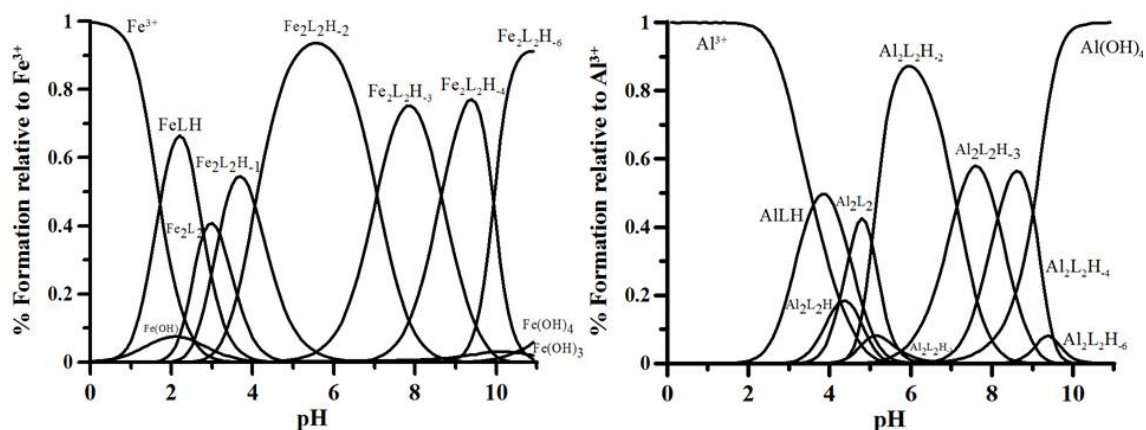 % Formation relative to Fe³⁺
1
0.8
0.6
0.4
0.2
0
0 2 4 6 8 10
pH
Fe³⁺
FeLH
Fe(OH)
Fe₂L₂
Fe₂L₂H-₁
Fe₂L₂H-₂
Fe₂L₂H-₃
Fe₂L₂H-₄
Fe₂L₂H-₆
Fe(OH)₄
Fe(OH)₃
% Formation relative to Al³⁺
1
0.8
0.6
0.4
0.2
0
0 2 4 6 8 10
pH
Al³⁺
AlLH
Al₂L₂H
Al₂L₂
Al₂L₂H-₂
Al₂L₂H-₃
Al₂L₂H-₄
Al₂L₂H-₆
Al(OH)₄